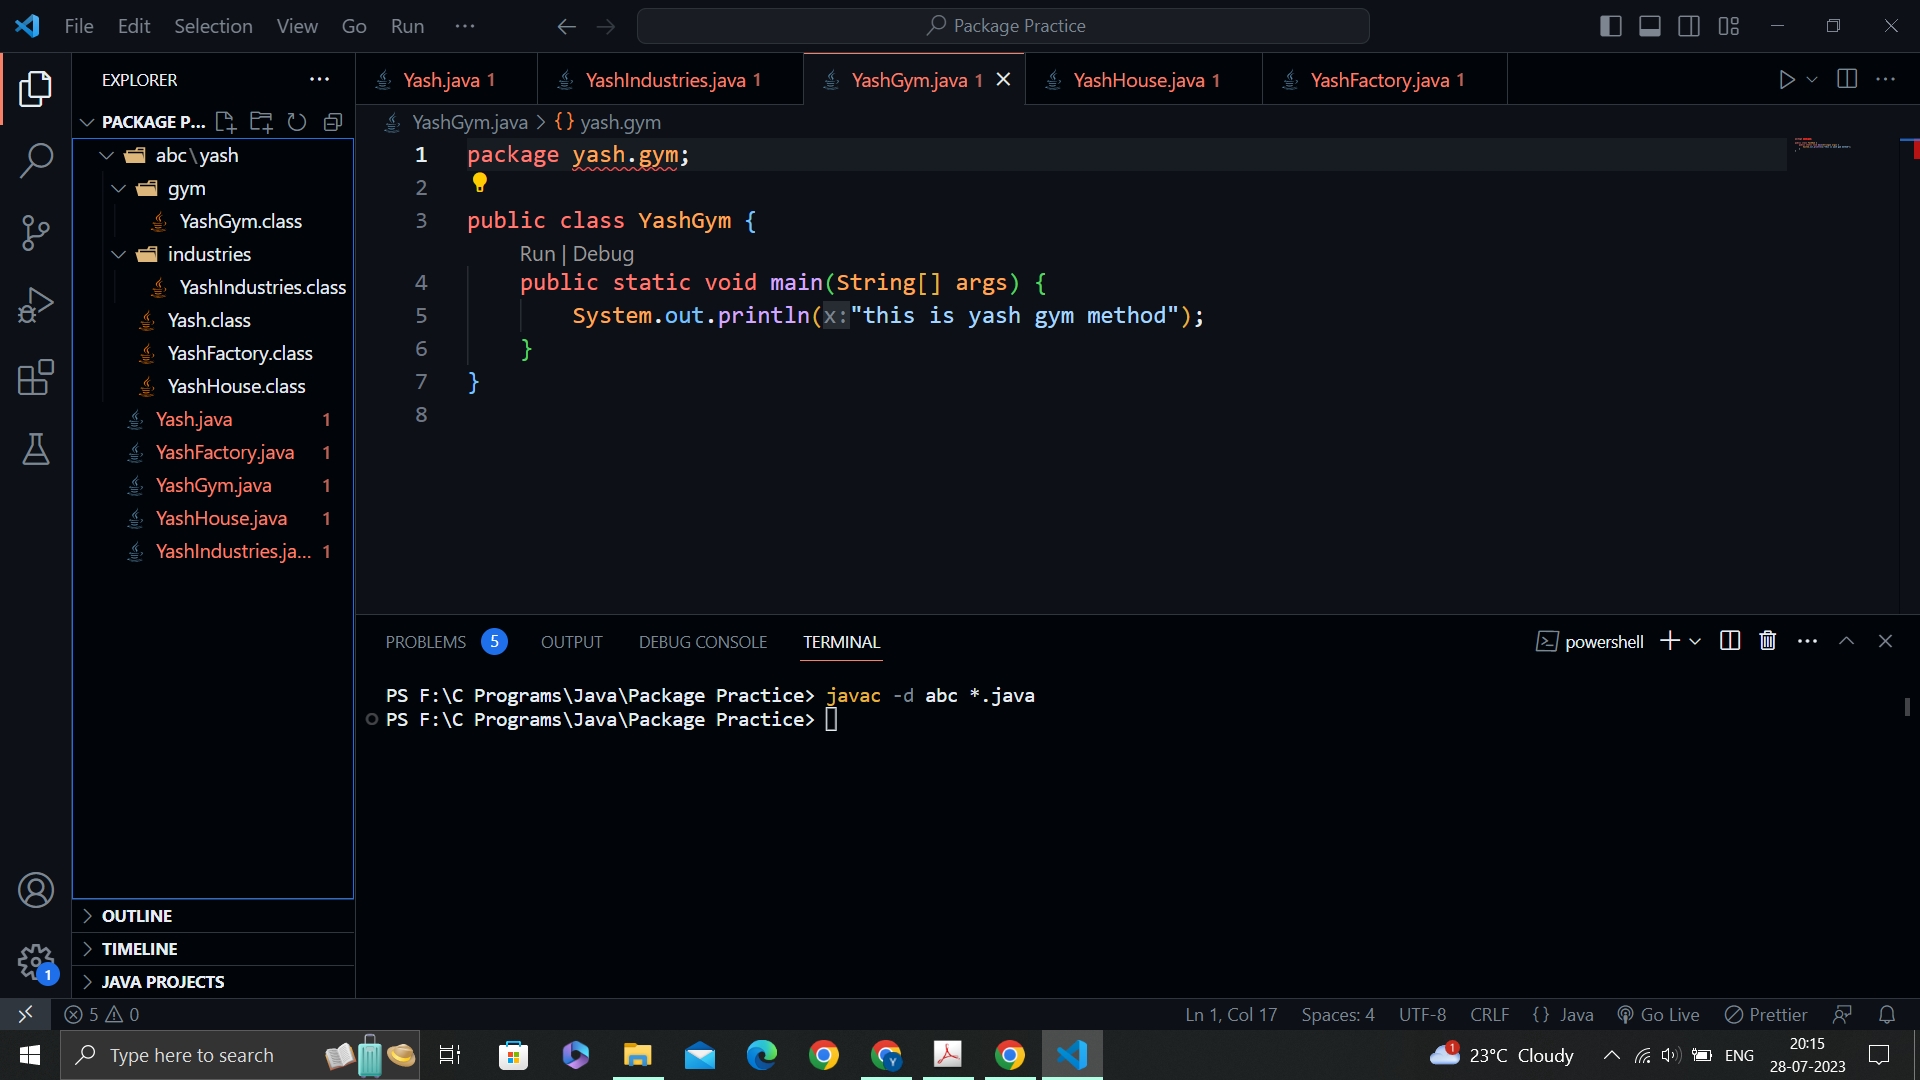 File Edit Selection View Go Run ···
Package Practice
EXPLORER
Yash.java 1
YashIndustries.java 1
YashGym.java 1
YashHouse.java 1
YashFactory.java 1
PACKAGE P...
YashGym.java > {} yash.gym
abc\yash
gym
YashGym.class
industries
YashIndustries.class
Yash.class
YashFactory.class
YashHouse.class
Yash.java 1
YashFactory.java 1
YashGym.java 1
YashHouse.java 1
YashIndustries.ja... 1
OUTLINE
TIMELINE
JAVA PROJECTS
1 package yash.gym;
2
3 public class YashGym {
Run | Debug
4 public static void main(String[] args) {
5 System.out.println(x:"this is yash gym method");
6 }
7 }
8
PROBLEMS 5 OUTPUT DEBUG CONSOLE TERMINAL
powershell
PS F:\C Programs\Java\Package Practice> javac -d abc *.java
PS F:\C Programs\Java\Package Practice>
1
5 0
Ln 1, Col 17 Spaces: 4 UTF-8 CRLF {} Java Go Live Prettier
Type here to search
Y
1
23°C Cloudy
ENG
20:15
28-07-2023